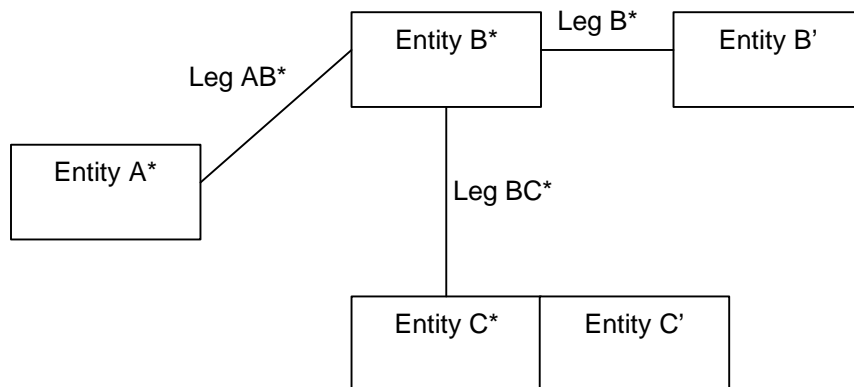 Entity B*
Leg B*
Entity B’
Leg AB*
Entity A*
Leg BC*
Entity C*
Entity C’